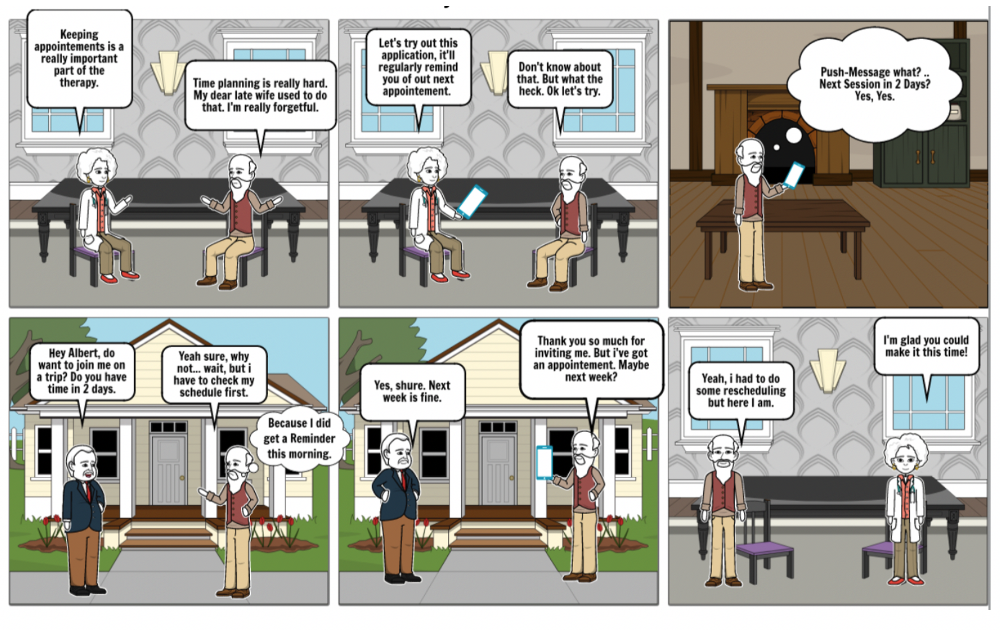 Keeping
appointements is a
really important
part of the
therapy.
Time planning is really hard.
My dear late wife used to do
that. I'm really forgetful.
Let's try out this
application, it'll
regularly remind
you of out next
appointement.
Don't know about
that. But what the
heck. Ok let's try.
Push-Message what? ..
Next Session in 2 Days?
Yes, Yes.
Hey Albert, do
want to join me on
a trip? Do you have
time in 2 days.
Yeah sure, why
not... wait, but i
have to check my
schedule first.
Because I did
get a Reminder
this morning.
Yes, shure. Next
week is fine.
Thank you so much for
inviting me. But i've got
an appointement. Maybe
next week?
Yeah, i had to do
some rescheduling
but here I am.
I'm glad you could
make it this time!